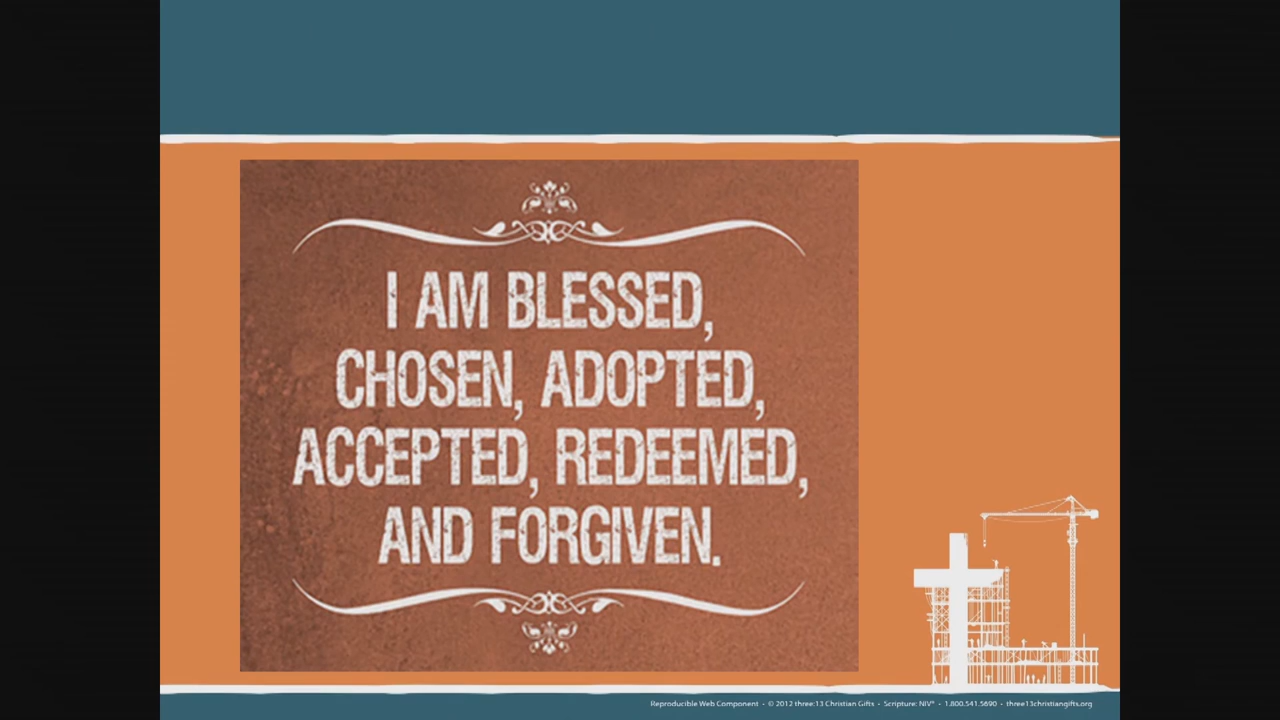 I AM BLESSED,
CHOSEN, ADOPTED,
ACCEPTED, REDEEMED,
AND FORGIVEN.
Reproducible Web Component • © 2012 three:13 Christian Gifts • Scripture: NIV® • 1.800.541.5690 • three13christiangifts.org